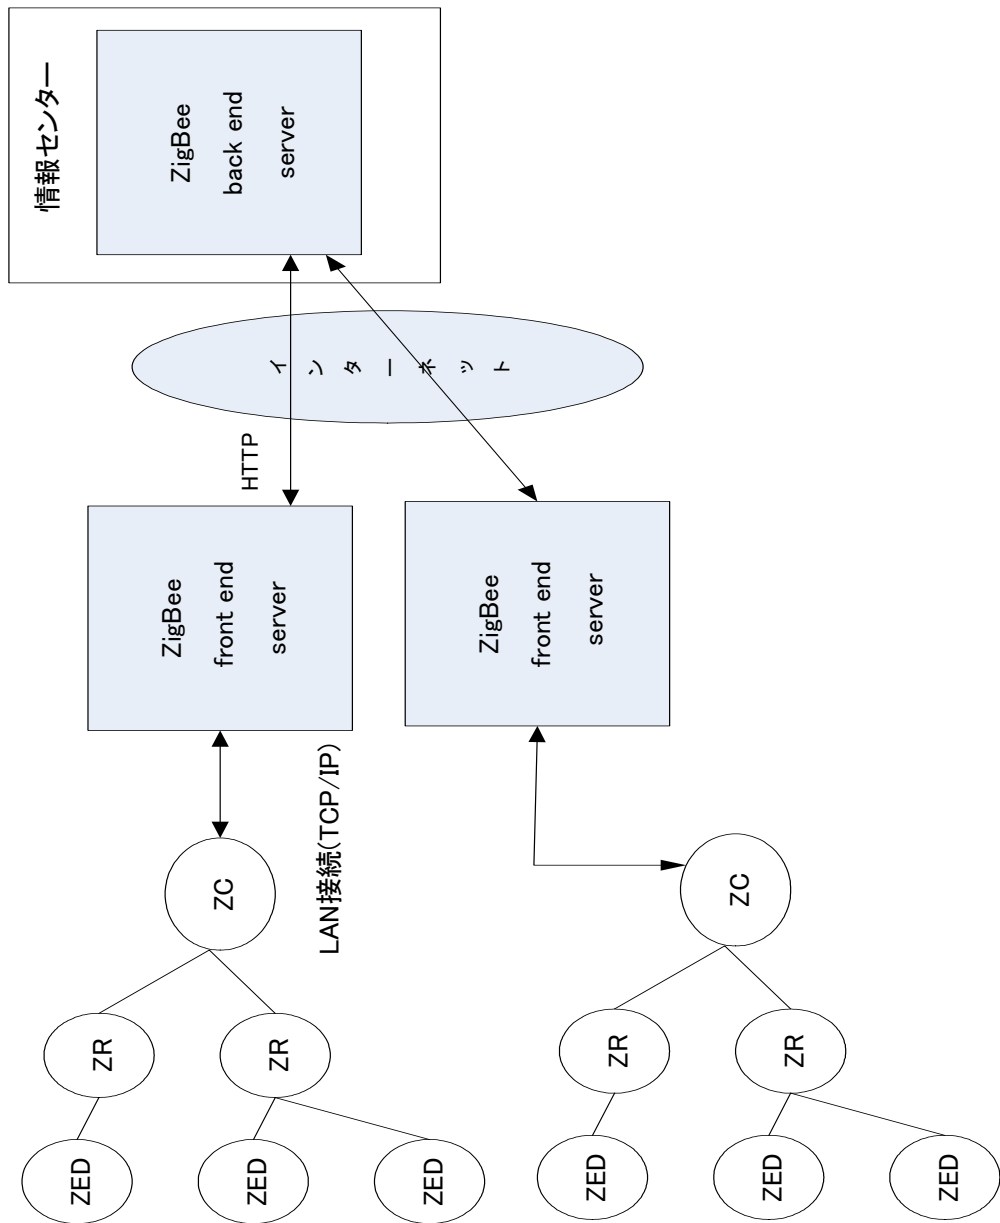 情報センター
ZigBee
back end
server
インターネット
HTTP
ZigBee
front end
server
ZigBee
front end
server
LAN接続(TCP/IP)
ZC
ZC
ZR
ZR
ZR
ZR
ZED
ZED
ZED
ZED
ZED
ZED